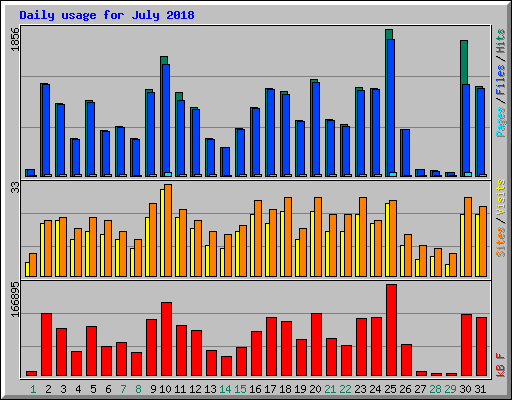 Daily usage for July 2018
1856
Pages / Files / Hits
33
Sites / Visits
166895
kB F
1 2 3 4 5 6 7 8 9 10 11 12 13 14 15 16 17 18 19 20 21 22 23 24 25 26 27 28 29 30 31